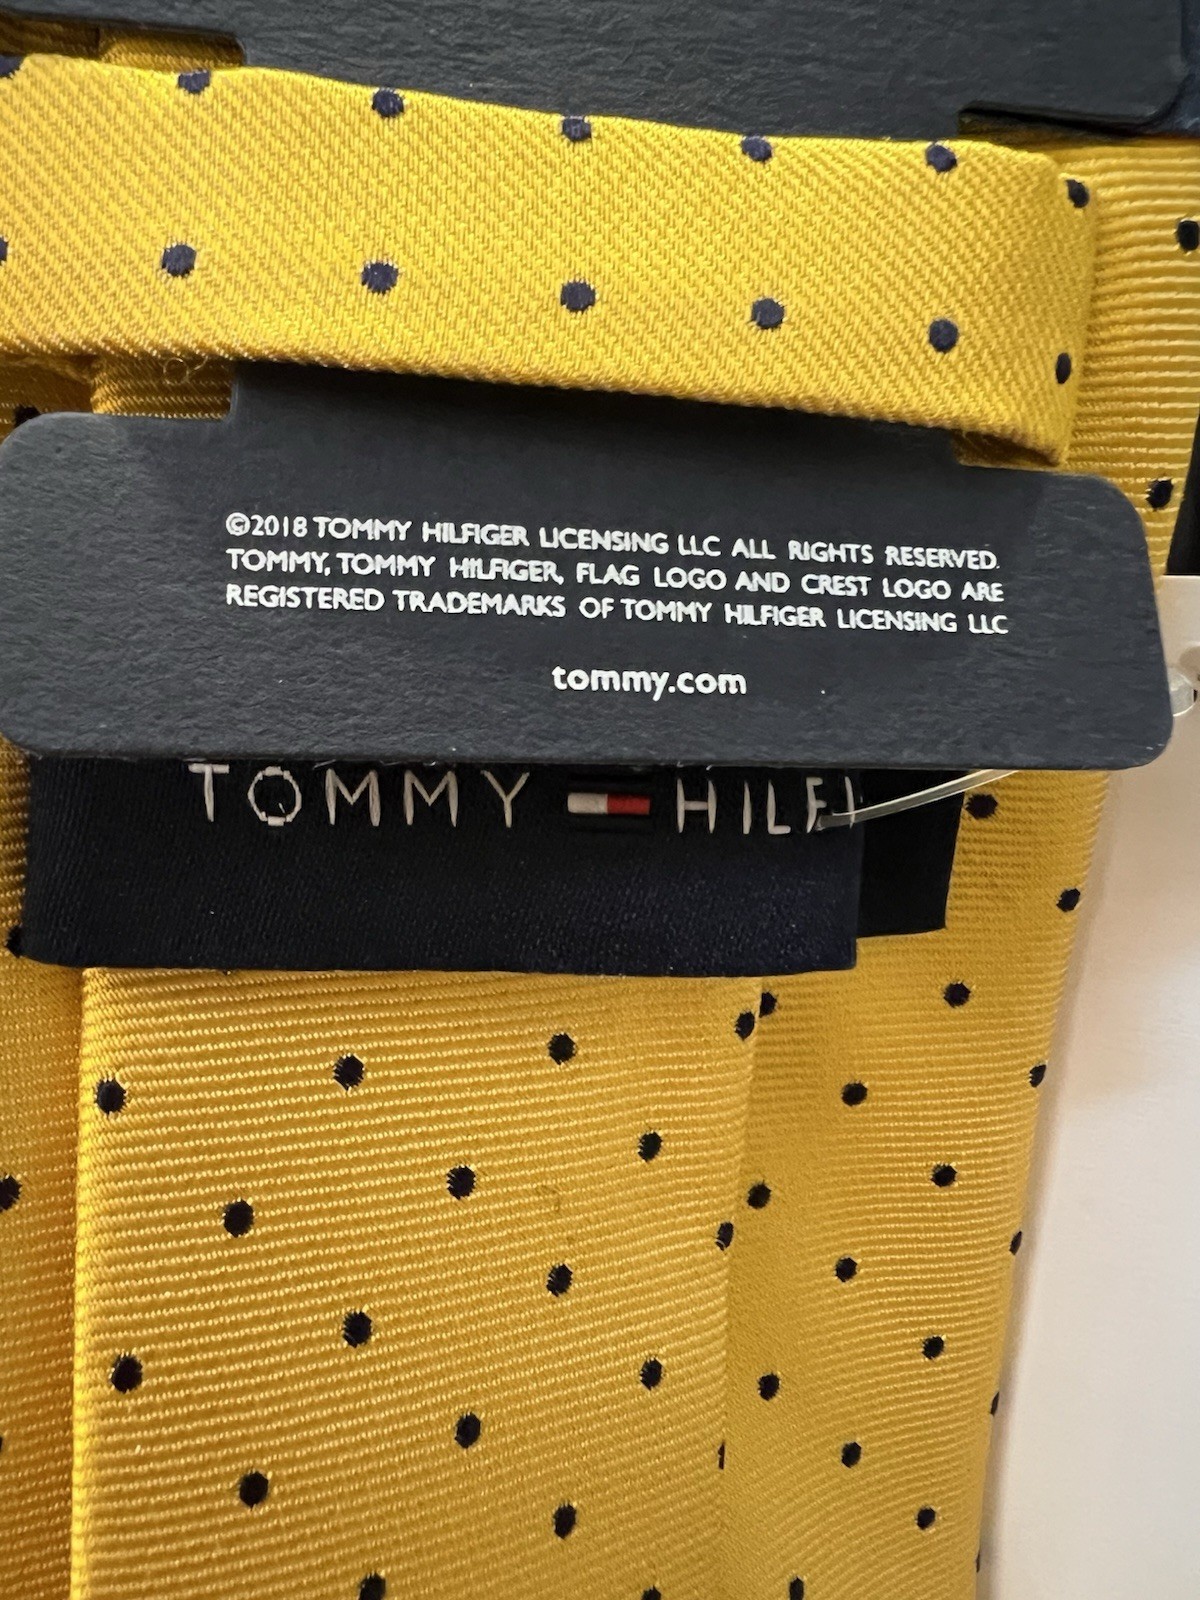 ©2018 TOMMY HILFIGER LICENSING LLC ALL RIGHTS RESERVED.
TOMMY, TOMMY HILFIGER, FLAG LOGO AND CREST LOGO ARE
REGISTERED TRADEMARKS OF TOMMY HILFIGER LICENSING LLC
tommy.com
TOMMY HILFI